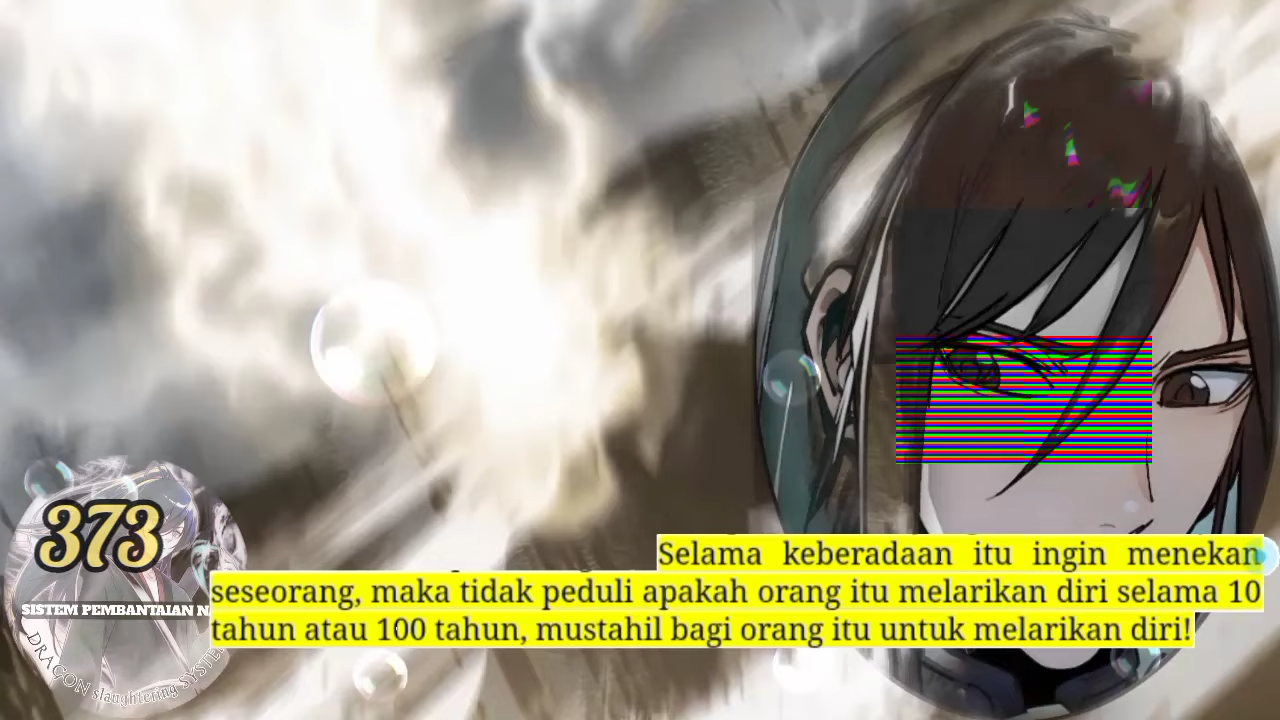 373
SISTEM PEMBANTAIAN N
DRAGON slaughtering SYSTE
Selama keberadaan itu ingin menekan
seseorang, maka tidak peduli apakah orang itu melarikan diri selama 10
tahun atau 100 tahun, mustahil bagi orang itu untuk melarikan diri!